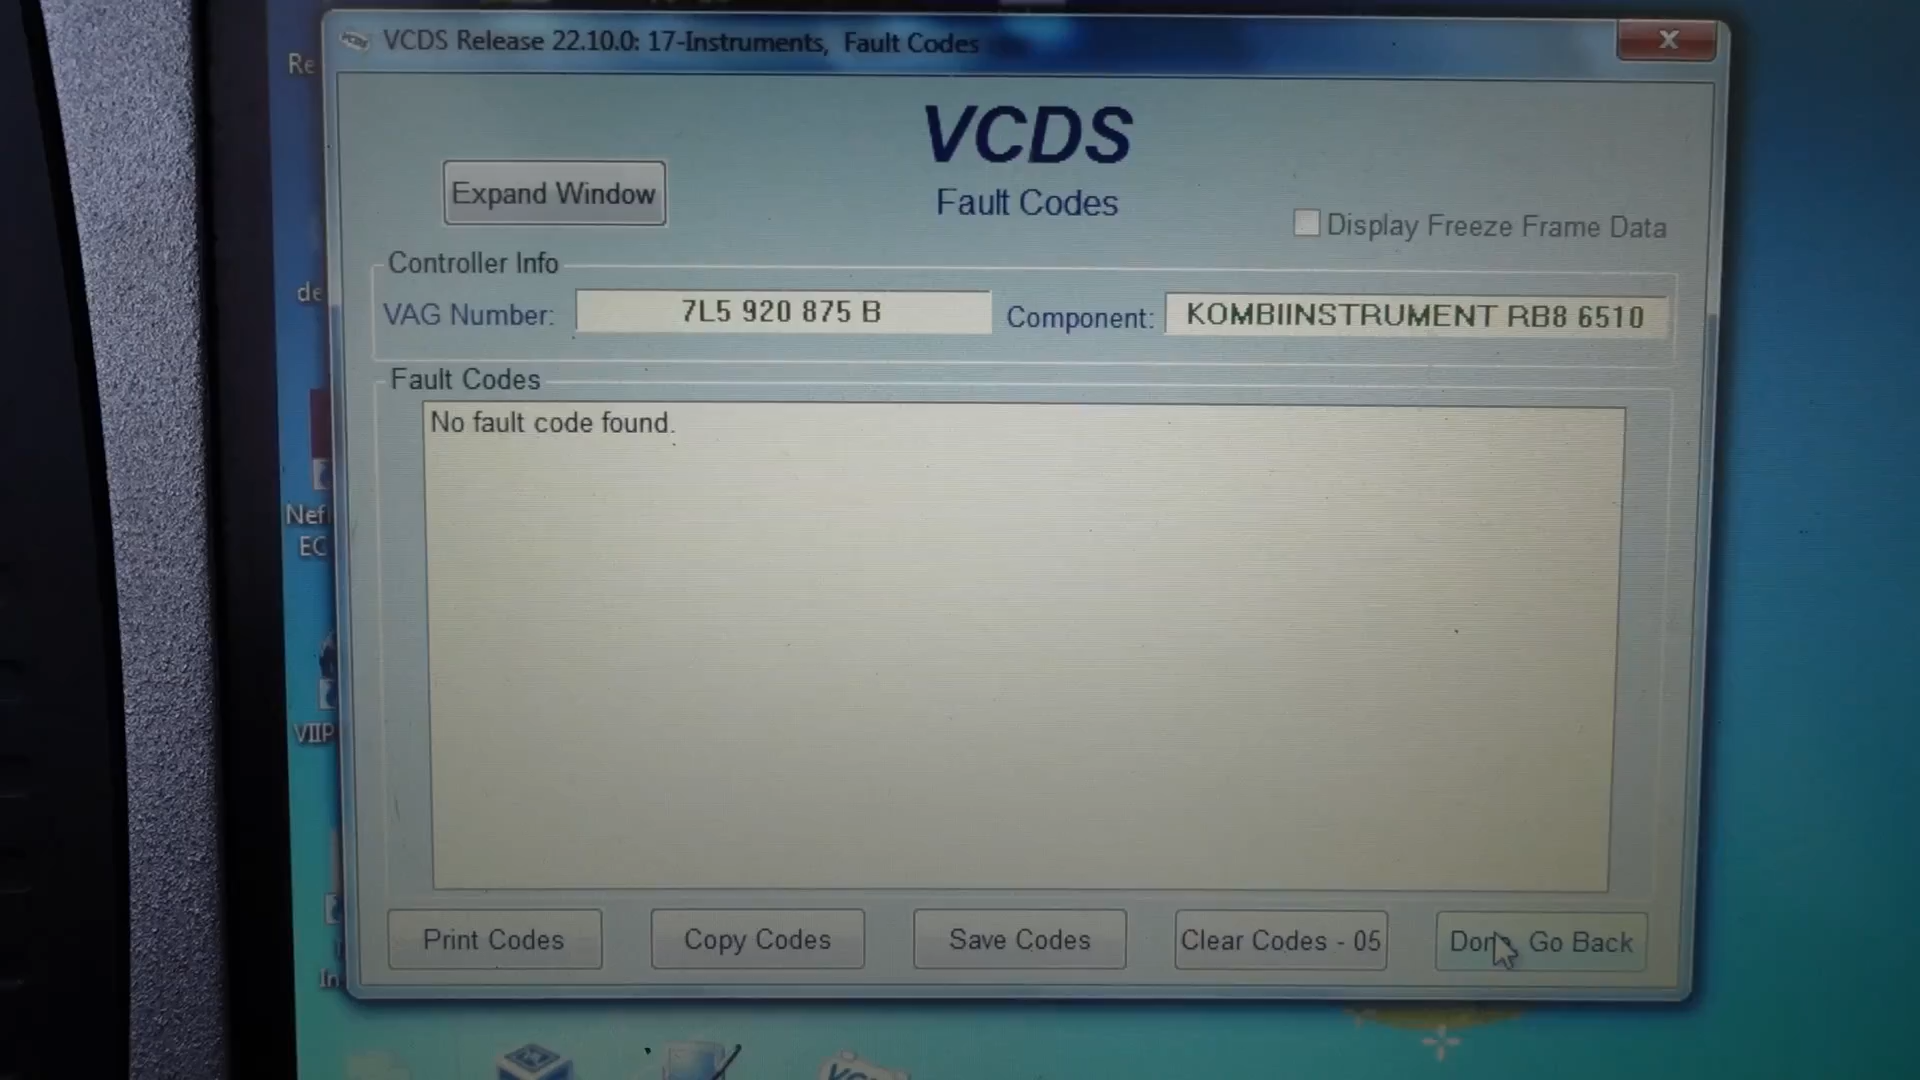 VCDS Release 22.10.0: 17-Instruments, Fault Codes
X
Re
VCDS
Expand Window
Fault Codes
Display Freeze Frame Data
Controller Info
de
VAG Number: 7L5 920 875 B Component: KOMBIINSTRUMENT RB8 6510
Fault Codes
No fault code found.
Nef
EC
VIIP
Print Codes Copy Codes Save Codes Clear Codes - 05 Go Back
In